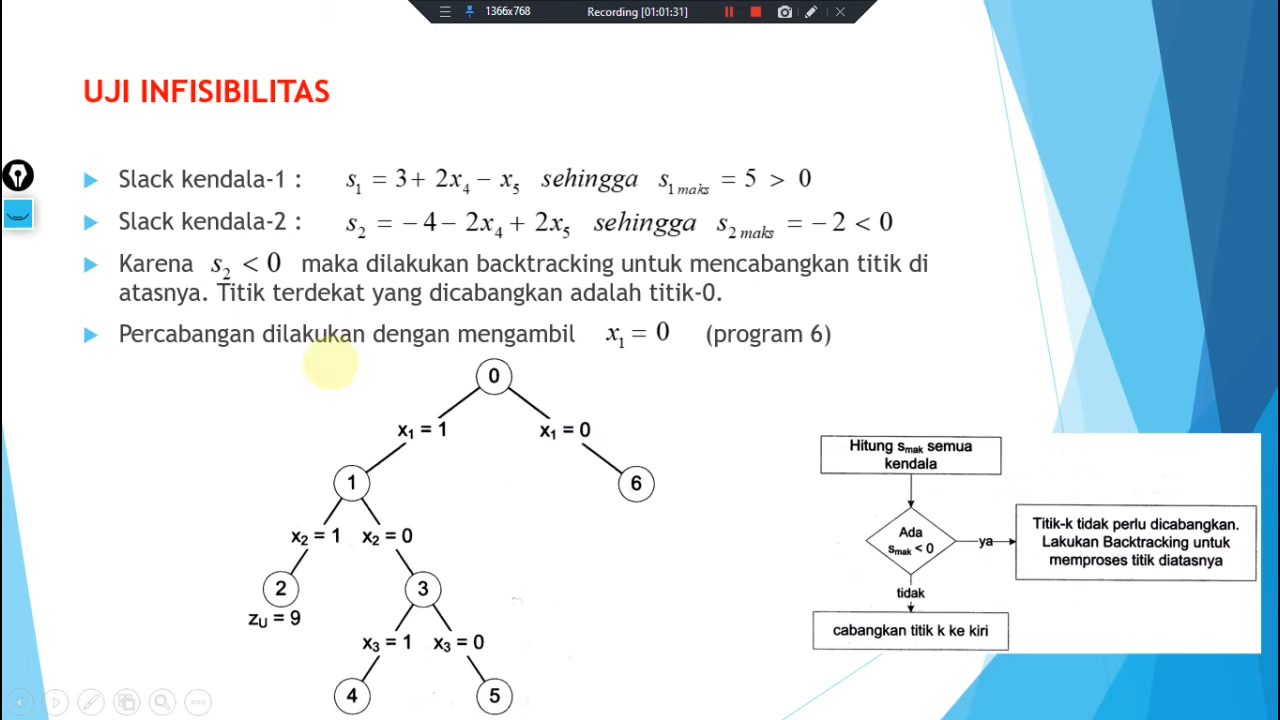 1366x768 Recording [01:01:31]
UJI INFISIBILITAS
Slack kendala-1 : s₁ = 3 + 2x₄ − x₅ sehingga s₁ maks = 5 > 0
Slack kendala-2 : s₂ = − 4 − 2x₄ + 2x₅ sehingga s₂ maks = − 2 < 0
Karena s₂ < 0 maka dilakukan backtracking untuk mencabangkan titik di
atasnya. Titik terdekat yang dicabangkan adalah titik-0.
Percabangan dilakukan dengan mengambil x₁ = 0 (program 6)
0
x₁ = 1 x₁ = 0
1 6
x₂ = 1 x₂ = 0
2 3
zU = 9
x₃ = 1 x₃ = 0
4 5
Hitung smak semua
kendala
Ada
smak < 0
ya
Titik-k tidak perlu dicabangkan.
Lakukan Backtracking untuk
memproses titik diatasnya
tidak
cabangkan titik k ke kiri